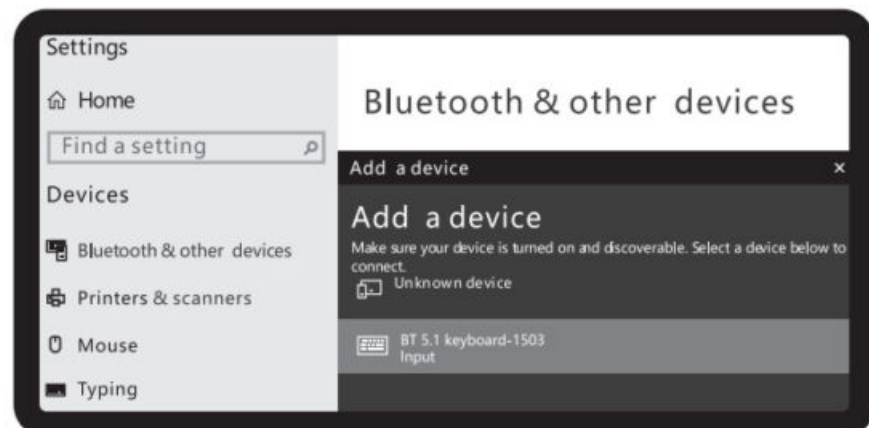 Settings
Home
Find a setting
Devices
Bluetooth & other devices
Printers & scanners
Mouse
Typing
Bluetooth & other devices
Add a device
Add a device
Make sure your device is turned on and discoverable. Select a device below to
connect.
Unknown device
BT 5.1 keyboard-1503
Input